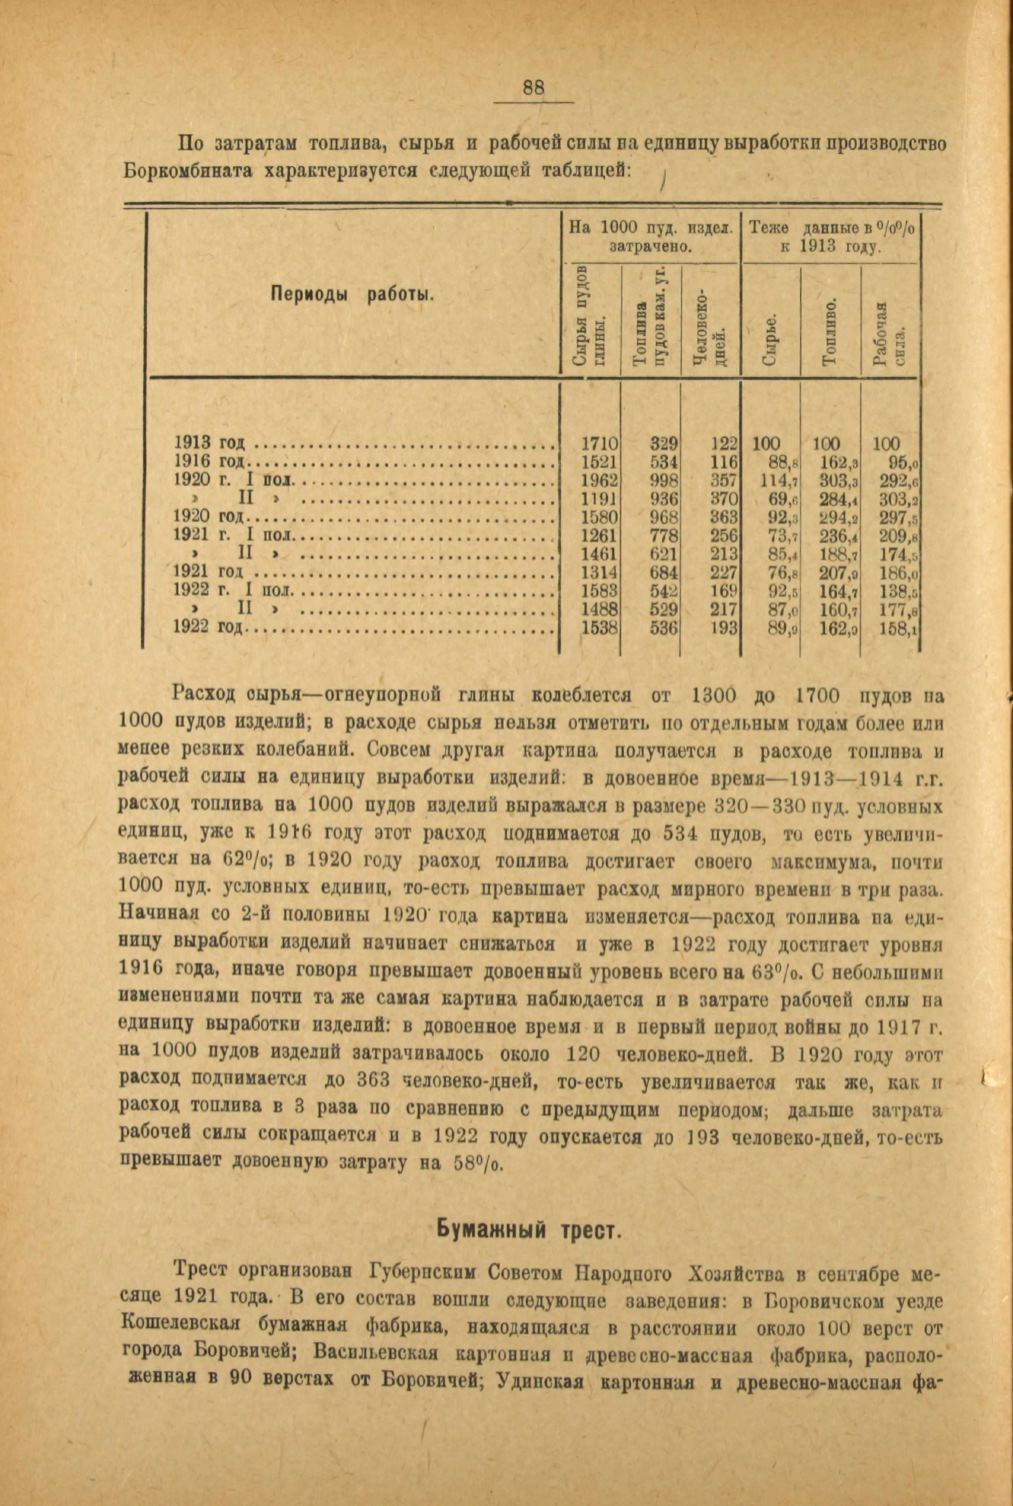 88
По затратам топлива, сырья и рабочей силы на единицу выработки производство
Боркомбината характеризуется следующей таблицей:
Периоды работы.
На 1000 пуд. издел.
затрачено.
Теже данные в %%
к 1913 году.
Сырья пудов глины.
Топлива пудов кам. уг.
Человеко-дней.
Сырье.
Топливо.
Рабочая сила.
1913 год 1710 329 122 100 100 100
1916 год 1521 534 116 88,8 162,3 95,0
1920 г. I пол. 1962 998 357 114,7 303,3 292,6
» II » 1191 936 370 69,6 284,4 303,2
1920 год 1580 968 363 92,3 294,2 297,5
1921 г. I пол. 1261 778 256 73,7 236,4 209,8
» II » 1461 621 213 85,4 188,7 174,5
1921 год 1314 684 227 76,8 207,9 186,0
1922 г. I пол. 1583 542 169 92,5 164,7 138,5
» II » 1488 529 217 87,0 160,7 177,8
1922 год 1538 536 193 89,9 162,9 158,1
Расход сырья—огнеупорной глины колеблется от 1300 до 1700 пудов на
1000 пудов изделий; в расходе сырья нельзя отметить по отдельным годам более или
менее резких колебаний. Совсем другая картина получается в расходе топлива и
рабочей силы на единицу выработки изделий: в довоенное время—1913—1914 г.г.
расход топлива на 1000 пудов изделий выражался в размере 320—330 пуд. условных
единиц, уже к 1916 году этот расход поднимается до 534 пудов, то есть увеличи-
вается на 62%; в 1920 году расход топлива достигает своего максимума, почти
1000 пуд. условных единиц, то-есть превышает расход мирного времени в три раза.
Начиная со 2-й половины 1920 года картина изменяется—расход топлива на еди-
ницу выработки изделий начинает снижаться и уже в 1922 году достигает уровня
1916 года, иначе говоря превышает довоенный уровень всего на 63%. С небольшими
изменениями почти та же самая картина наблюдается и в затрате рабочей силы на
единицу выработки изделий: в довоенное время и в первый период войны до 1917 г.
на 1000 пудов изделий затрачивалось около 120 человеко-дней. В 1920 году этот
расход поднимается до 363 человеко-дней, то-есть увеличивается так же, как и
расход топлива в 3 раза по сравнению с предыдущим периодом; дальше затрата
рабочей силы сокращается и в 1922 году опускается до 193 человеко-дней, то-есть
превышает довоенную затрату на 58%.
Бумажный трест.
Трест организован Губернским Советом Народного Хозяйства в сентябре ме-
сяце 1921 года. В его состав вошли следующие заведения: в Боровичском уезде
Кошелевская бумажная фабрика, находящаяся в расстоянии около 100 верст от
города Боровичей; Васильевская картонная и древесно-массная фабрика, располо-
женная в 90 верстах от Боровичей; Удинская картонная и древесно-массная фа-